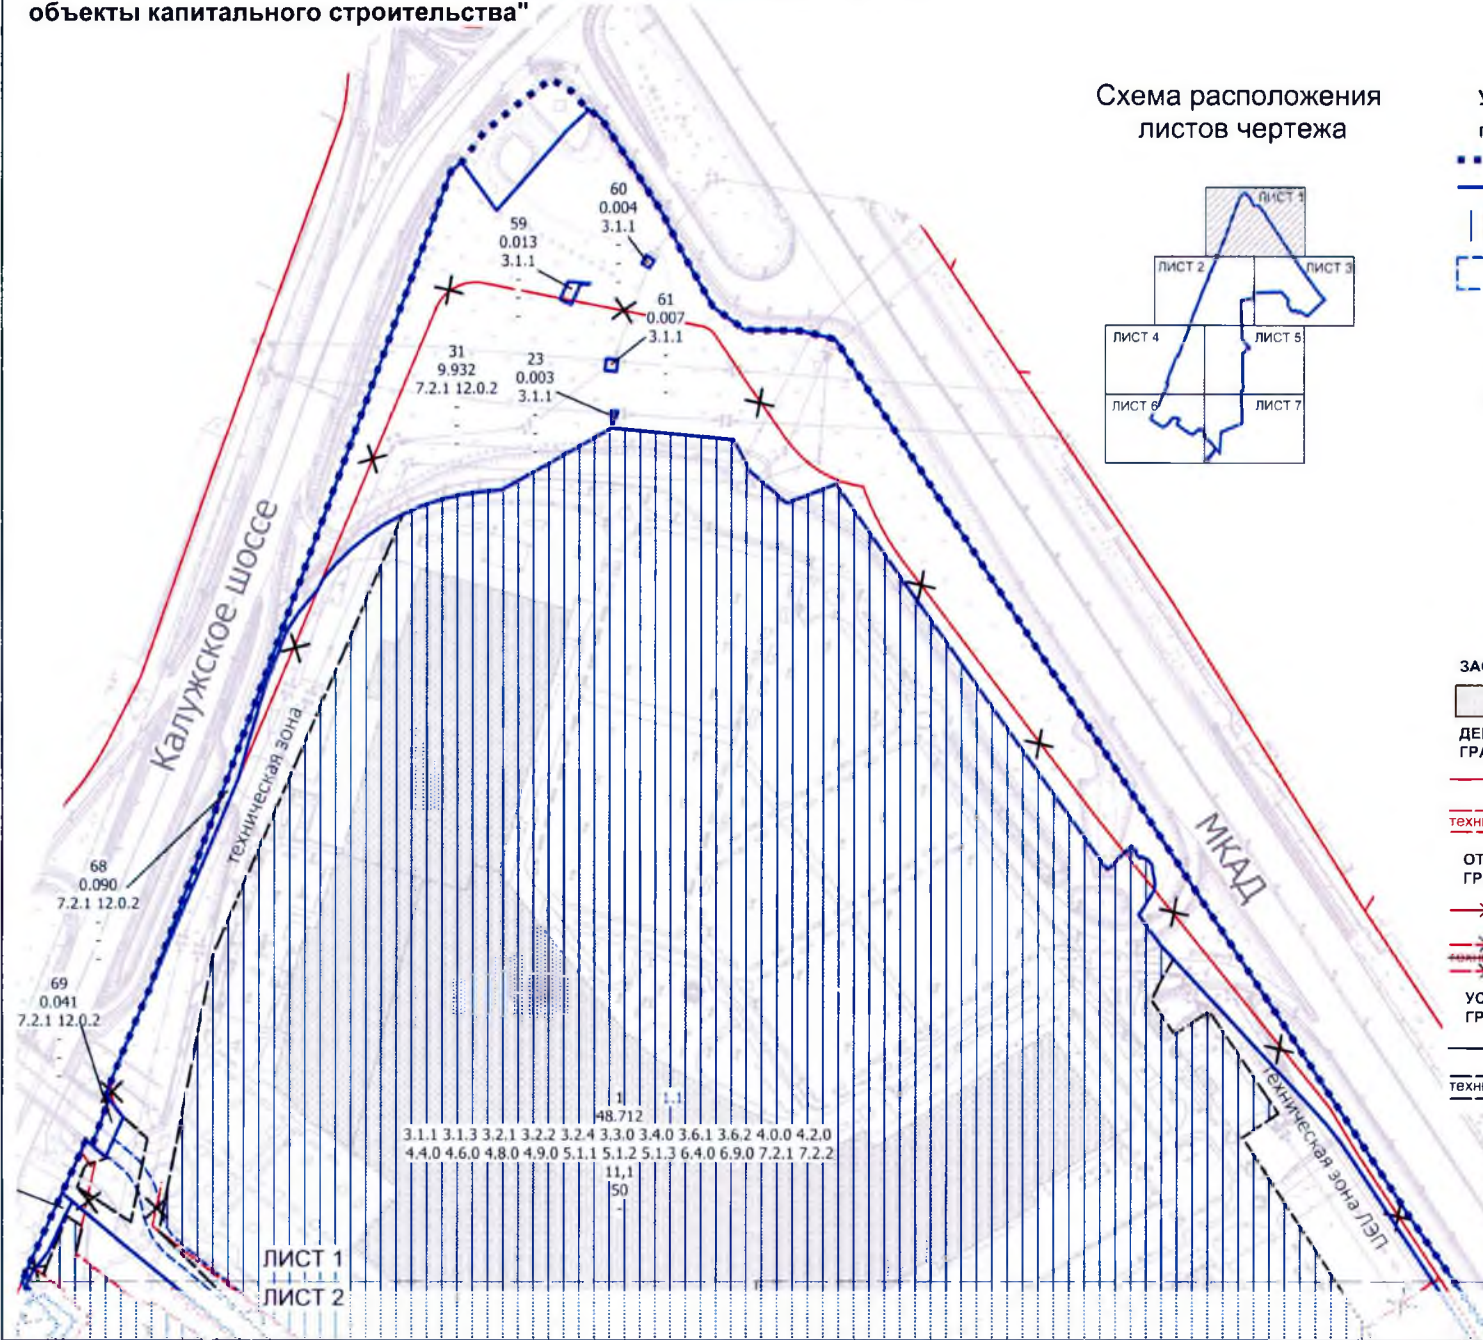 объекты капитального строительства"
Схема расположения
листов чертежа
ЛИСТ 1
ЛИСТ 2
ЛИСТ 3
ЛИСТ 4
ЛИСТ 5
ЛИСТ 6
ЛИСТ 7
60
0.004
3.1.1
59
0.013
3.1.1
61
0.007
3.1.1
31
9.932
7.2.1 12.0.2
23
0.003
3.1.1
Калужское шоссе
техническая зона
МКАД
68
0.090
7.2.1 12.0.2
69
0.041
7.2.1 12.0.2
1 1.1
48.712
3.1.1 3.1.3 3.2.1 3.2.2 3.2.4 3.3.0 3.4.0 3.6.1 3.6.2 4.0.0 4.2.0
4.4.0 4.6.0 4.8.0 4.9.0 5.1.1 5.1.2 5.1.3 6.4.0 6.9.0 7.2.1 7.2.2
11,1
50
-
техническая зона ЛЭП
ЛИСТ 1
ЛИСТ 2